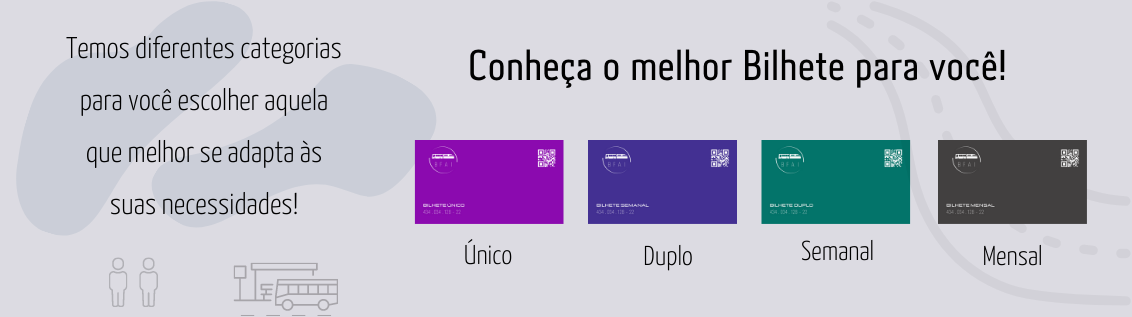 Temos diferentes categorias
para você escolher aquela
que melhor se adapta às
suas necessidades!
Conheça o melhor Bilhete para você!
BILHETE ÚNICO
BILHETE SEMANAL
BILHETE DUPLO
BILHETE MENSAL
Único
Duplo
Semanal
Mensal